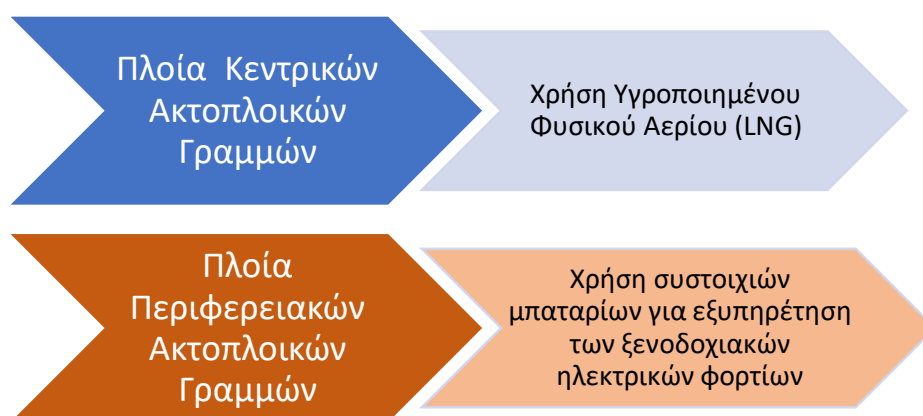 Πλοία Κεντρικών
Ακτοπλοικών
Γραμμών
Χρήση Υγροποιημένου
Φυσικού Αερίου (LNG)
Πλοία
Περιφερειακών
Ακτοπλοικών
Γραμμών
Χρήση συστοιχιών
μπαταρίων για εξυπηρέτηση
των ξενοδοχιακών
ηλεκτρικών φορτίων